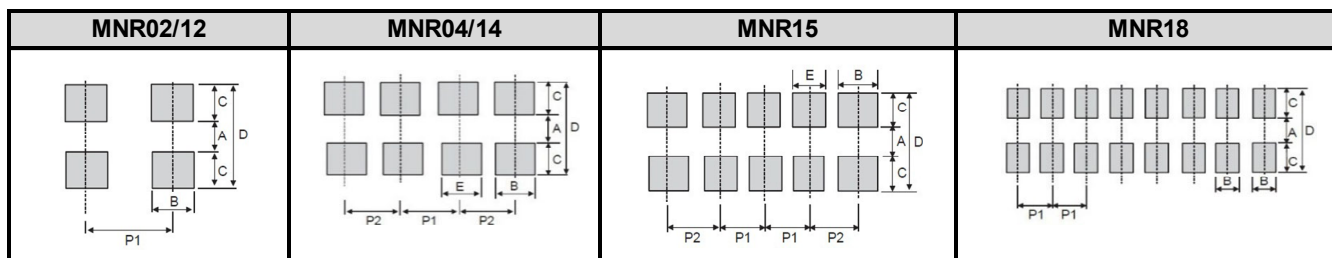 MNR02/12 MNR04/14 MNR15 MNR18
C
A D
C
B
P1
C
A D
C
E B
P2 P1 P2
E B
C
A D
C
P2 P1 P1 P2
C
A D
C
B B
P1 P1